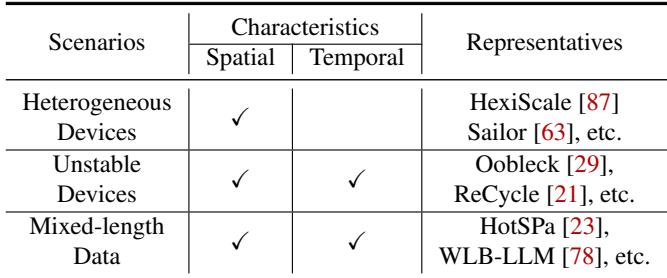 Scenarios Characteristics Representatives
Spatial Temporal
Heterogeneous Devices ✓ HexiScale [87] Sailor [63], etc.
Unstable Devices ✓ ✓ Oobleck [29], ReCycle [21], etc.
Mixed-length Data ✓ ✓ HotSPa [23], WLB-LLM [78], etc.